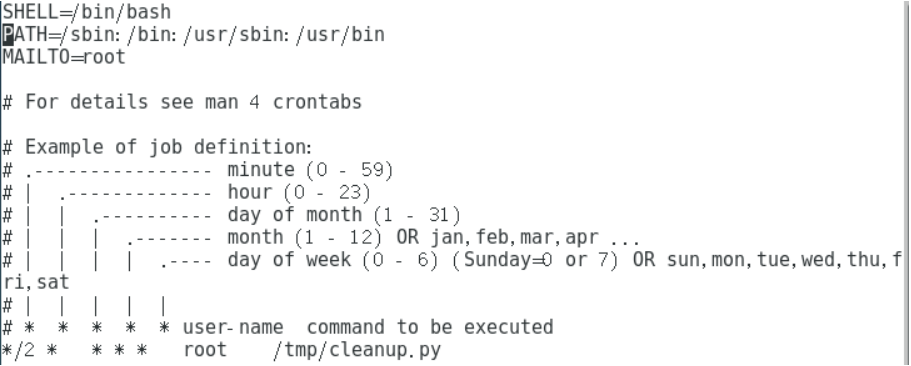 SHELL=/bin/bash
PATH=/sbin:/bin:/usr/sbin:/usr/bin
MAILTO=root
# For details see man 4 crontabs
# Example of job definition:
# .---------------- minute (0 - 59)
# |  .------------- hour (0 - 23)
# |  |  .---------- day of month (1 - 31)
# |  |  |  .------- month (1 - 12) OR jan,feb,mar,apr ...
# |  |  |  |  .---- day of week (0 - 6) (Sunday=0 or 7) OR sun,mon,tue,wed,thu,f
ri,sat
# |  |  |  |  |
# *  *  *  *  * user-name  command to be executed
*/2 *   * * *   root    /tmp/cleanup.py